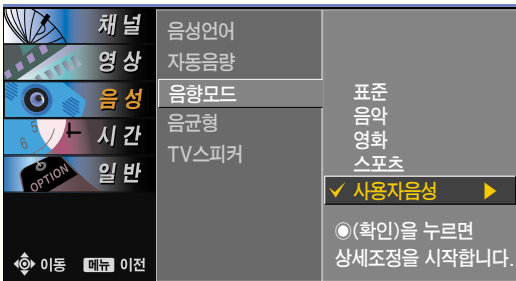 채널
영상
음성
시간
일반
OPTION
5
6
이동 메뉴 이전
음성언어
자동음량
음향모드
음균형
TV스피커
표준
음악
영화
스포츠
✓ 사용자음성 ▶
◉(확인)을 누르면
상세조정을 시작합니다.